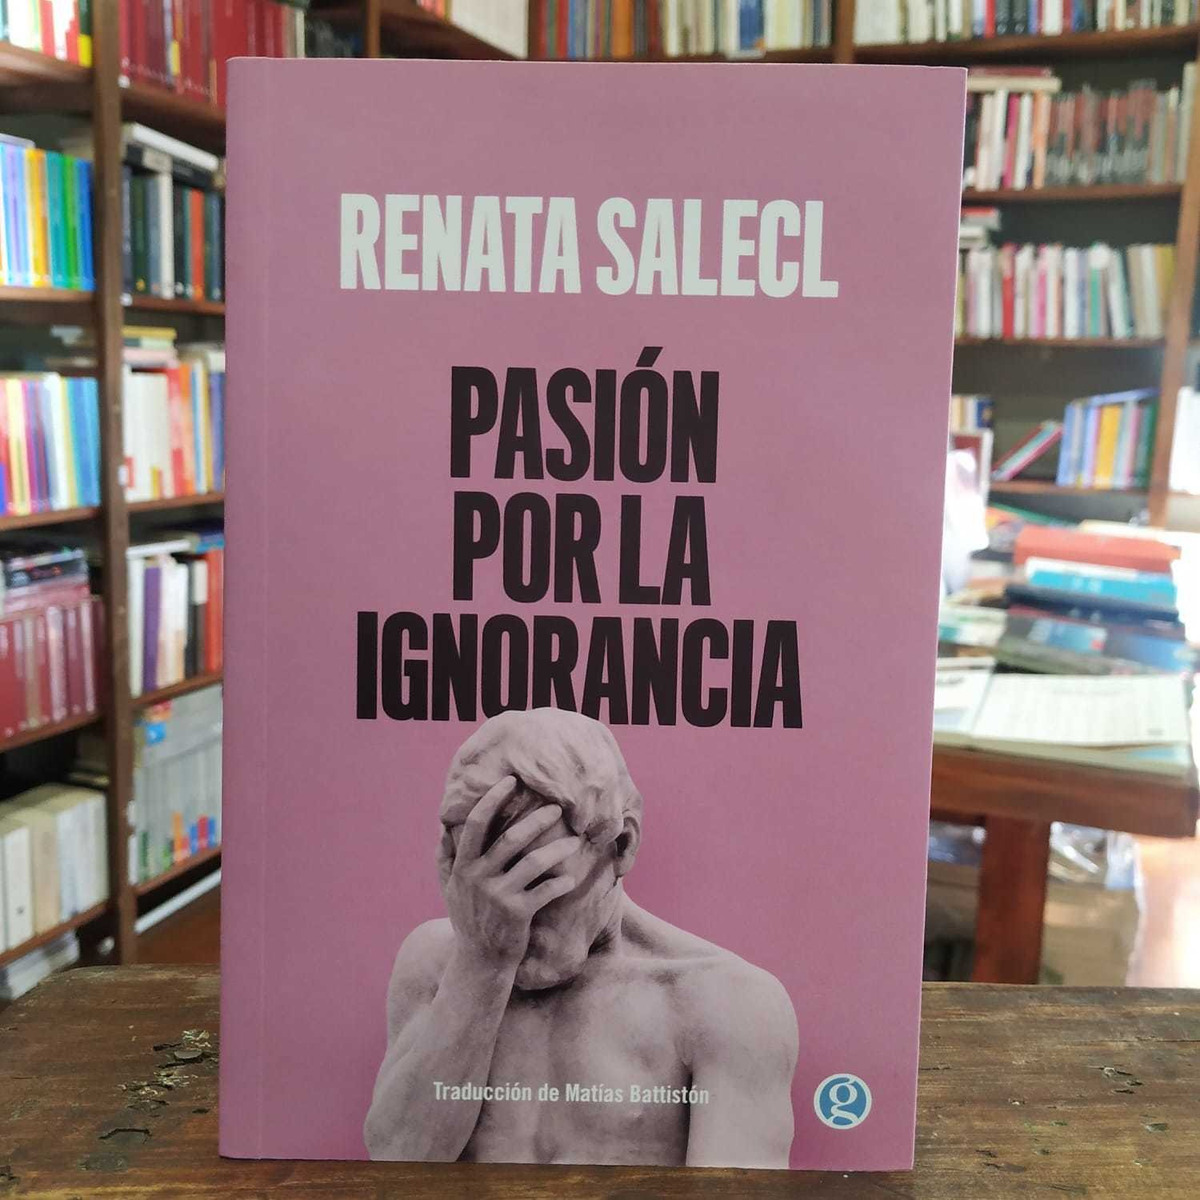 RENATA SALECL
PASIÓN
POR LA
IGNORANCIA
Traducción de Matías Battistón
g